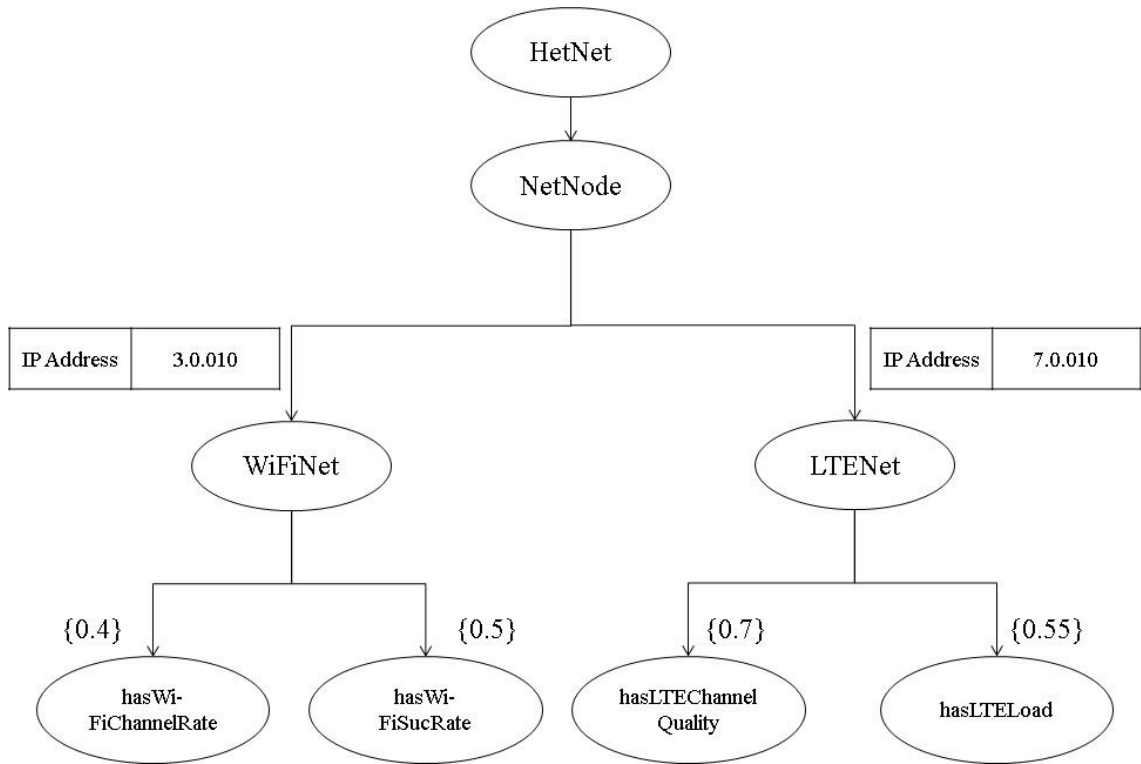 HetNet
NetNode
IP Address 3.0.010
IP Address 7.0.010
WiFiNet
LTENet
{0.4}
{0.5}
{0.7}
{0.55}
hasWi-
FiChannelRate
hasWi-
FiSucRate
hasLTEChannel
Quality
hasLTELoad